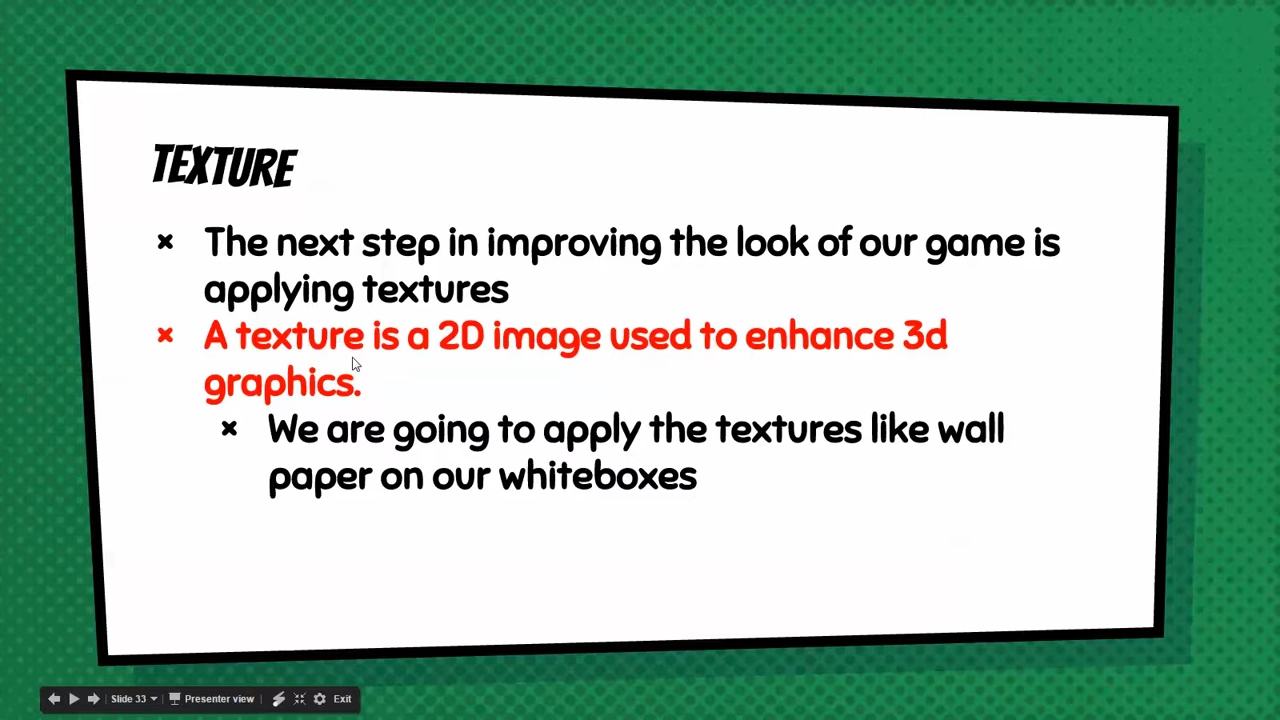 TEXTURE
× The next step in improving the look of our game is
applying textures
× A texture is a 2D image used to enhance 3d
graphics.
× We are going to apply the textures like wall
paper on our whiteboxes
Slide 33
Presenter view
Exit